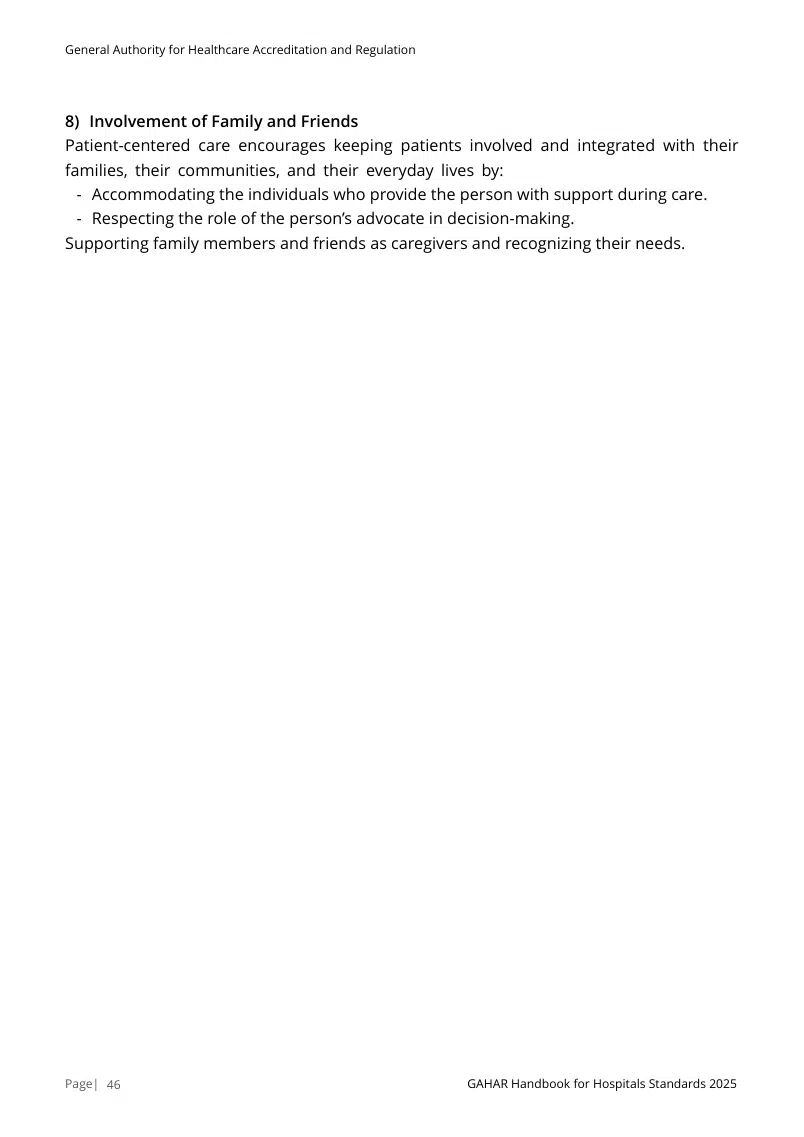 General Authority for Healthcare Accreditation and Regulation
8) Involvement of Family and Friends
Patient-centered care encourages keeping patients involved and integrated with their
families, their communities, and their everyday lives by:
- Accommodating the individuals who provide the person with support during care.
- Respecting the role of the person’s advocate in decision-making.
Supporting family members and friends as caregivers and recognizing their needs.
Page| 46 GAHAR Handbook for Hospitals Standards 2025